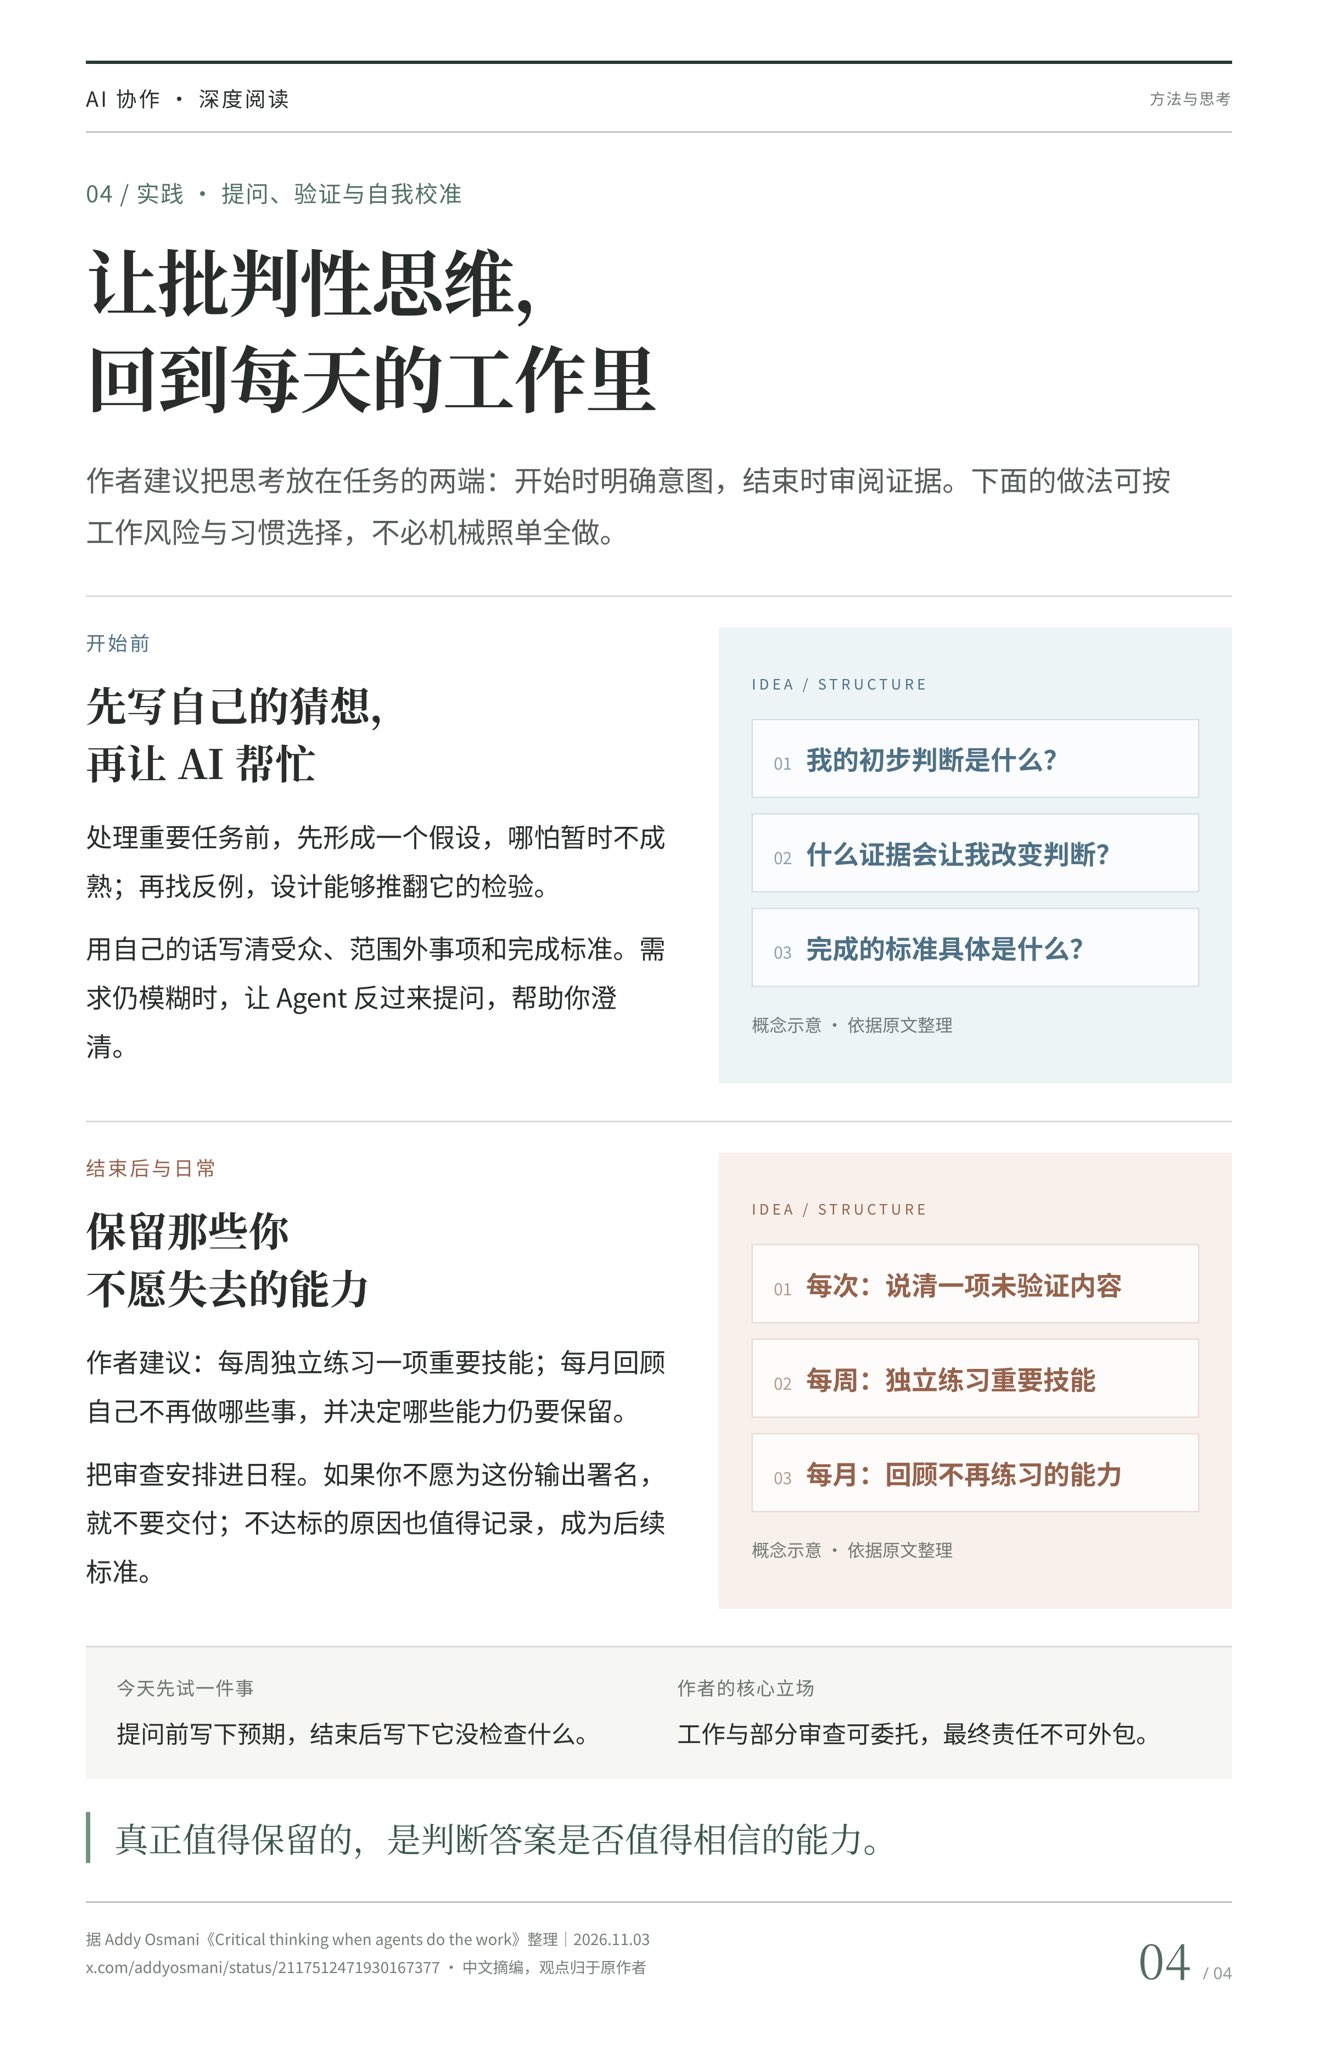 AI 协作 · 深度阅读
方法与思考
04 / 实践 · 提问、验证与自我校准
让批判性思维，
回到每天的工作里
作者建议把思考放在任务的两端：开始时明确意图，结束时审阅证据。下面的做法可按
工作风险与习惯选择，不必机械照单全做。
开始前
先写自己的猜想，
再让 AI 帮忙
处理重要任务前，先形成一个假设，哪怕暂时不成
熟；再找反例，设计能够推翻它的检验。
用自己的话写清受众、范围外事项和完成标准。需
求仍模糊时，让 Agent 反过来提问，帮助你澄
清。
IDEA / STRUCTURE
01 我的初步判断是什么？
02 什么证据会让我改变判断？
03 完成的标准具体是什么？
概念示意 · 依据原文整理
结束后与日常
保留那些你
不愿失去的能力
作者建议：每周独立练习一项重要技能；每月回顾
自己不再做哪些事，并决定哪些能力仍要保留。
把审查安排进日程。如果你不愿为这份输出署名，
就不要交付；不达标的原因也值得记录，成为后续
标准。
IDEA / STRUCTURE
01 每次：说清一项未验证内容
02 每周：独立练习重要技能
03 每月：回顾不再练习的能力
概念示意 · 依据原文整理
今天先试一件事
提问前写下预期，结束后写下它没检查什么。
作者的核心立场
工作与部分审查可委托，最终责任不可外包。
真正值得保留的，是判断答案是否值得相信的能力。
据 Addy Osmani《Critical thinking when agents do the work》整理｜2026.11.03
x.com/addyosmani/status/2117512471930167377 · 中文摘编，观点归于原作者
04 / 04